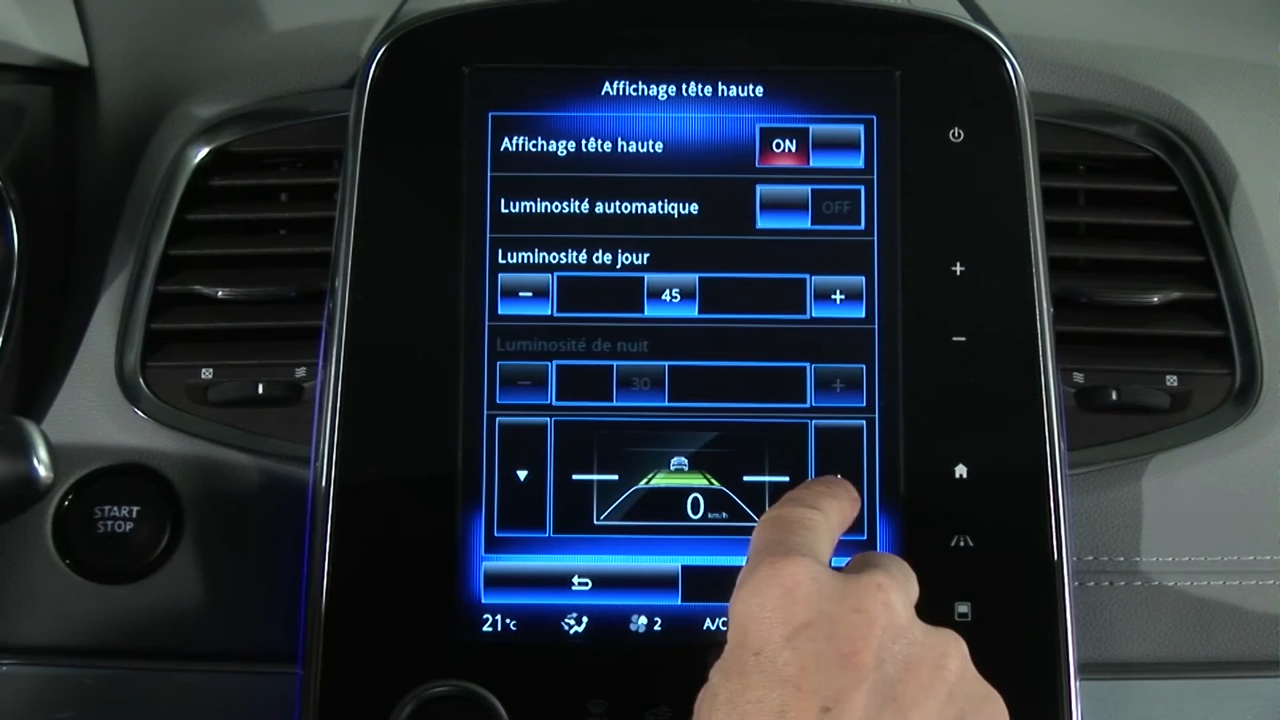 Affichage tête haute
Affichage tête haute
ON
Luminosité automatique
OFF
Luminosité de jour
− 45 +
Luminosité de nuit
− 30 +
0 km/h
21°C
2
A/C
START
STOP
+
−